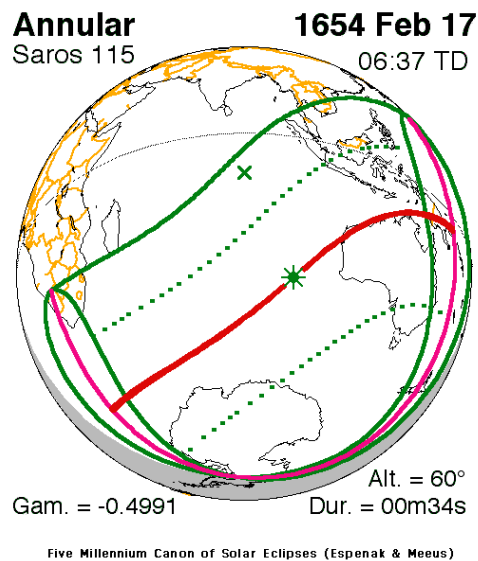 Annular 1654 Feb 17
Saros 115 06:37 TD
Alt. = 60°
Gam. = -0.4991 Dur. = 00m34s
Five Millennium Canon of Solar Eclipses (Espenak & Meeus)